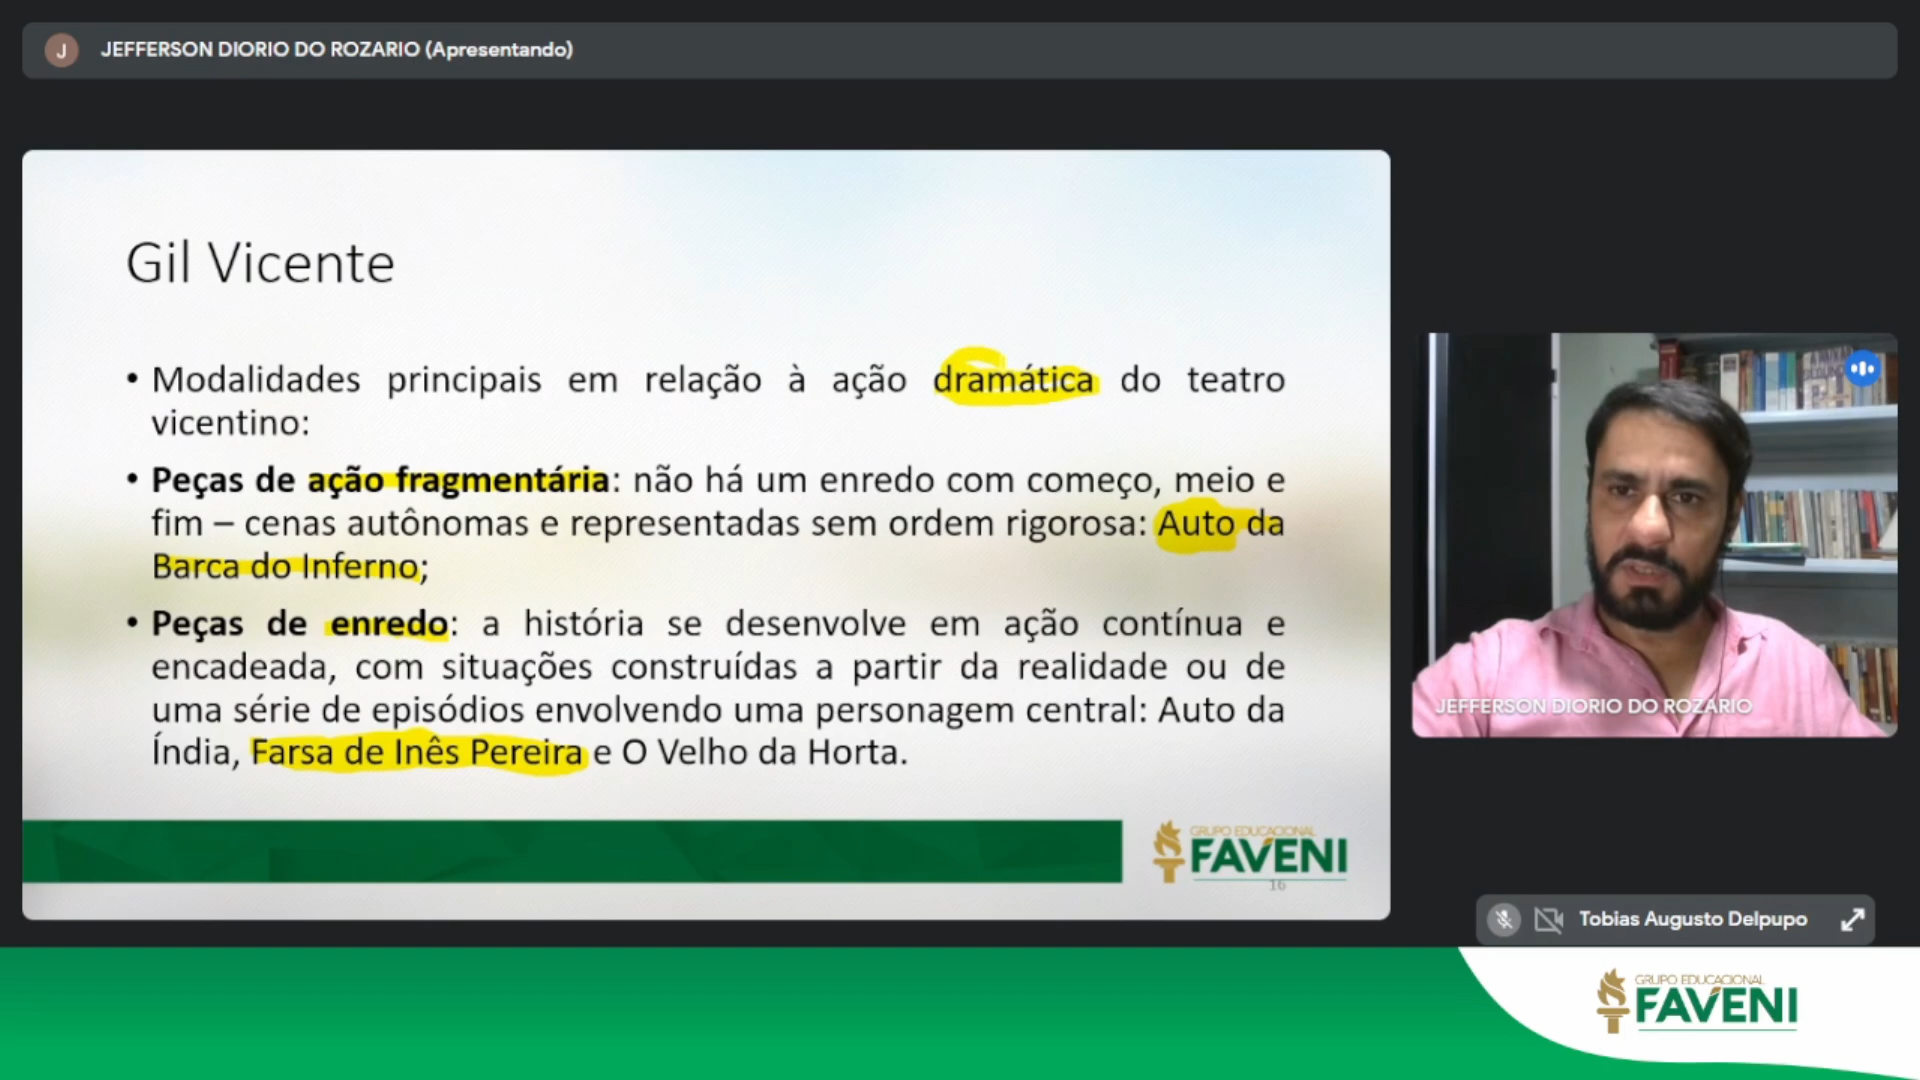 J JEFFERSON DIORIO DO ROZARIO (Apresentando)
Gil Vicente
• Modalidades principais em relação à ação dramática do teatro
vicentino:
• Peças de ação fragmentária: não há um enredo com começo, meio e
fim – cenas autônomas e representadas sem ordem rigorosa: Auto da
Barca do Inferno;
• Peças de enredo: a história se desenvolve em ação contínua e
encadeada, com situações construídas a partir da realidade ou de
uma série de episódios envolvendo uma personagem central: Auto da
Índia, Farsa de Inês Pereira e O Velho da Horta.
GRUPO EDUCACIONAL
FAVENI
16
JEFFERSON DIORIO DO ROZARIO
Tobias Augusto Delpupo
GRUPO EDUCACIONAL
FAVENI